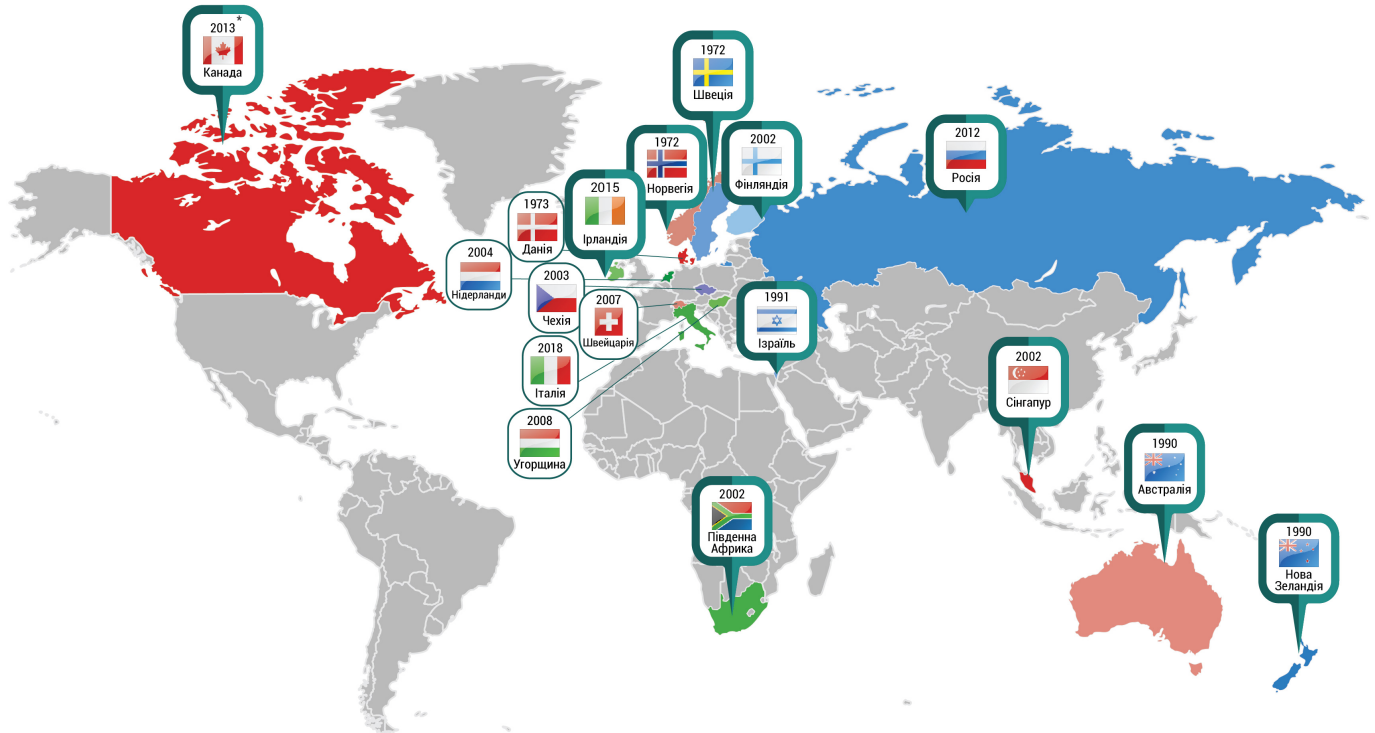 2013 *
Канада
1972
Швеція
1972
Норвегія
2002
Фінляндія
2012
Росія
2015
Ірландія
1973
Данія
2004
Нідерланди
2003
Чехія
2007
Швейцарія
1991
Ізраїль
2018
Італія
2008
Угорщина
2002
Сінгапур
1990
Австралія
2002
Південна
Африка
1990
Нова
Зеландія